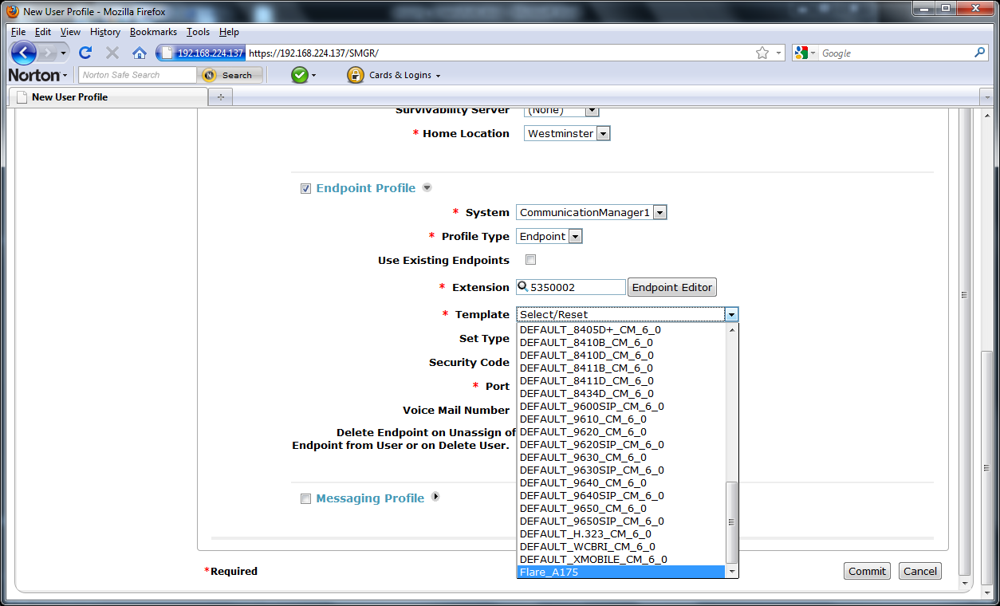 New User Profile - Mozilla Firefox
File Edit View History Bookmarks Tools Help
192.168.224.137 https://192.168.224.137/SMGR/ Google
Norton Norton Safe Search Search Cards & Logins
New User Profile
Survivability Server (None)
* Home Location Westminster
Endpoint Profile
* System CommunicationManager1
* Profile Type Endpoint
Use Existing Endpoints
* Extension 5350002 Endpoint Editor
* Template Select/Reset
Set Type
Security Code
* Port
Voice Mail Number
Delete Endpoint on Unassign of
Endpoint from User or on Delete User.
DEFAULT_8405D+_CM_6_0
DEFAULT_8410B_CM_6_0
DEFAULT_8410D_CM_6_0
DEFAULT_8411B_CM_6_0
DEFAULT_8411D_CM_6_0
DEFAULT_8434D_CM_6_0
DEFAULT_9600SIP_CM_6_0
DEFAULT_9610_CM_6_0
DEFAULT_9620_CM_6_0
DEFAULT_9620SIP_CM_6_0
DEFAULT_9630_CM_6_0
DEFAULT_9630SIP_CM_6_0
DEFAULT_9640_CM_6_0
DEFAULT_9640SIP_CM_6_0
DEFAULT_9650_CM_6_0
DEFAULT_9650SIP_CM_6_0
DEFAULT_H.323_CM_6_0
DEFAULT_WCBRI_CM_6_0
DEFAULT_XMOBILE_CM_6_0
Flare_A175
Messaging Profile
*Required Commit Cancel